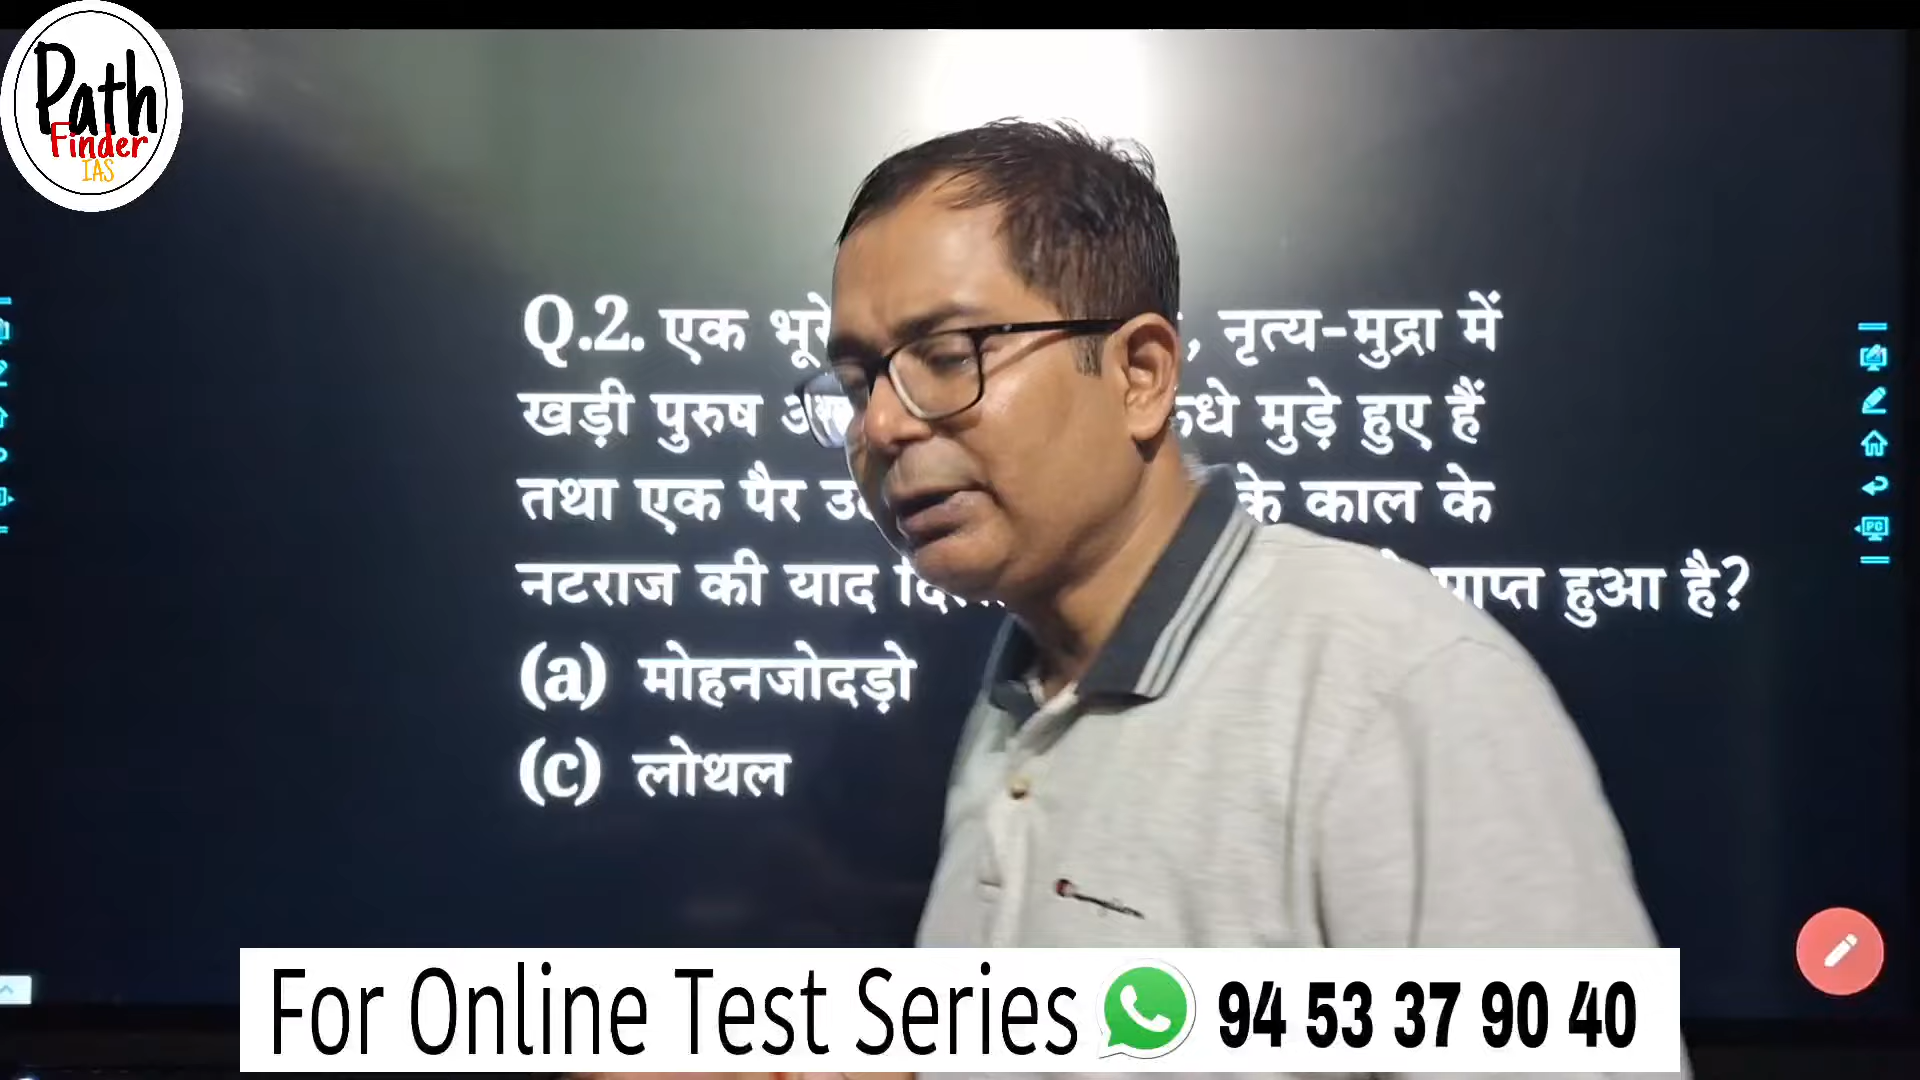 Path
Finder
IAS
Q.2. एक , नृत्य-मुद्रा में
खड़ी पुरुष मुड़े हुए हैं
तथा एक पैर के काल के
नटराज की याद हुआ है?
(a) मोहनजोदड़ो
(c) लोथल
PC
For Online Test Series 94 53 37 90 40